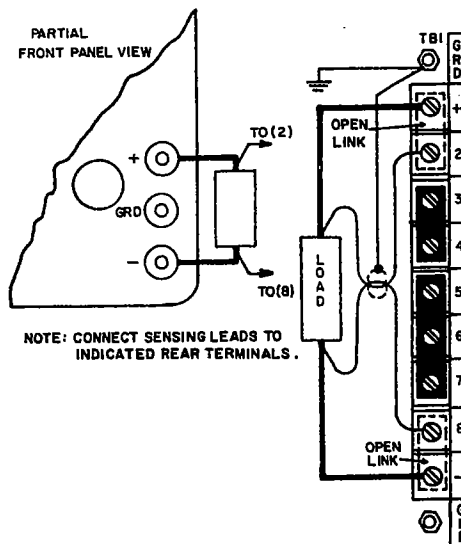 PARTIAL
FRONT PANEL VIEW
+
TO (2)
GRD
-
TO(8)
NOTE: CONNECT SENSING LEADS TO
INDICATED REAR TERMINALS.
TB1
G
R
D
+
OPEN
LINK
2
3
4
LOAD
5
6
7
8
OPEN
LINK
-
G